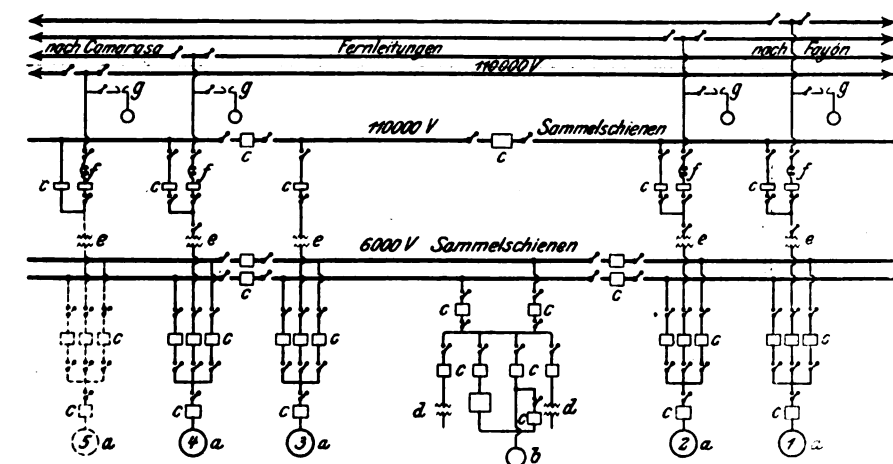 nach Camarasa Fernleitungen nach Fayón
110000 V
g g g g
110000 V Sammelschienen
c c
f f f f
c c c c c
e e e e e
6000 V Sammelschienen
c c
c c
c c c c c
c c
d d
c c c c c c
5 a 4 a 3 a b 2 a 1 a